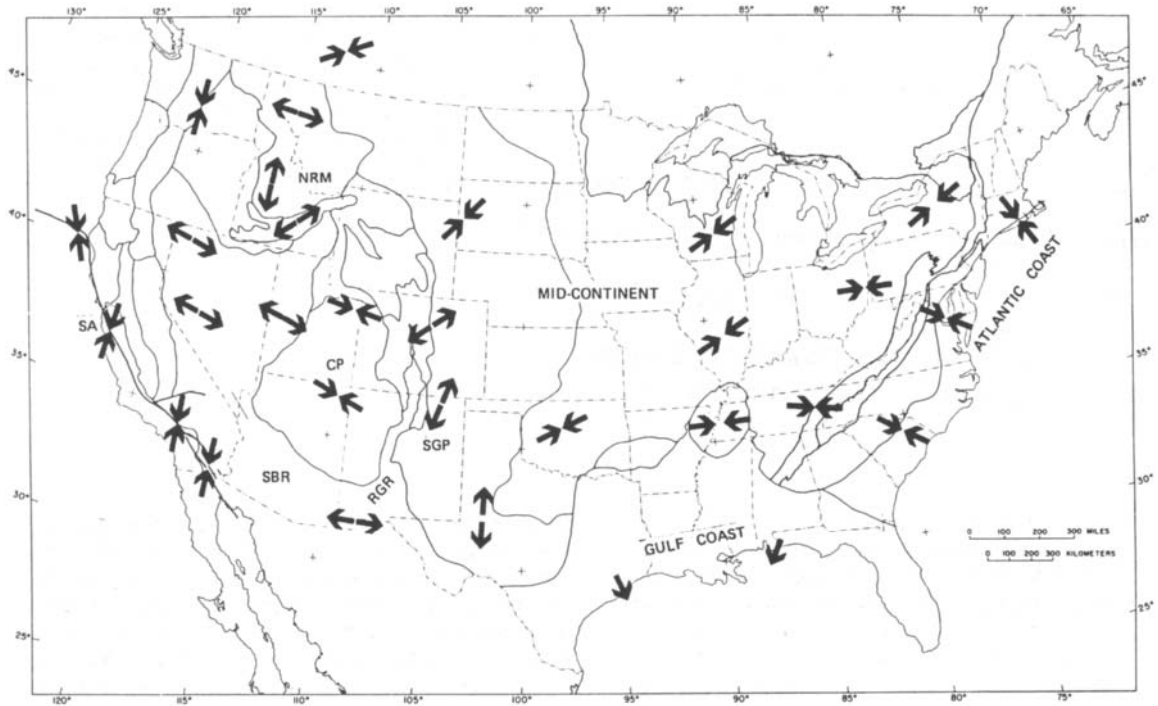 130° 125° 120° 115° 115° 110° 105° 100° 95° 90° 85° 80° 75° 70° 65°
45° 45°
NRM
40° 40°
MID-CONTINENT
ATLANTIC COAST
SA
35° CP 35°
SGP
SBR
RGR
30° 30°
GULF COAST
0 100 200 300 MILES
0 100 200 300 KILOMETERS
25° 25°
120° 115° 110° 105° 100° 95° 90° 85° 80° 75°